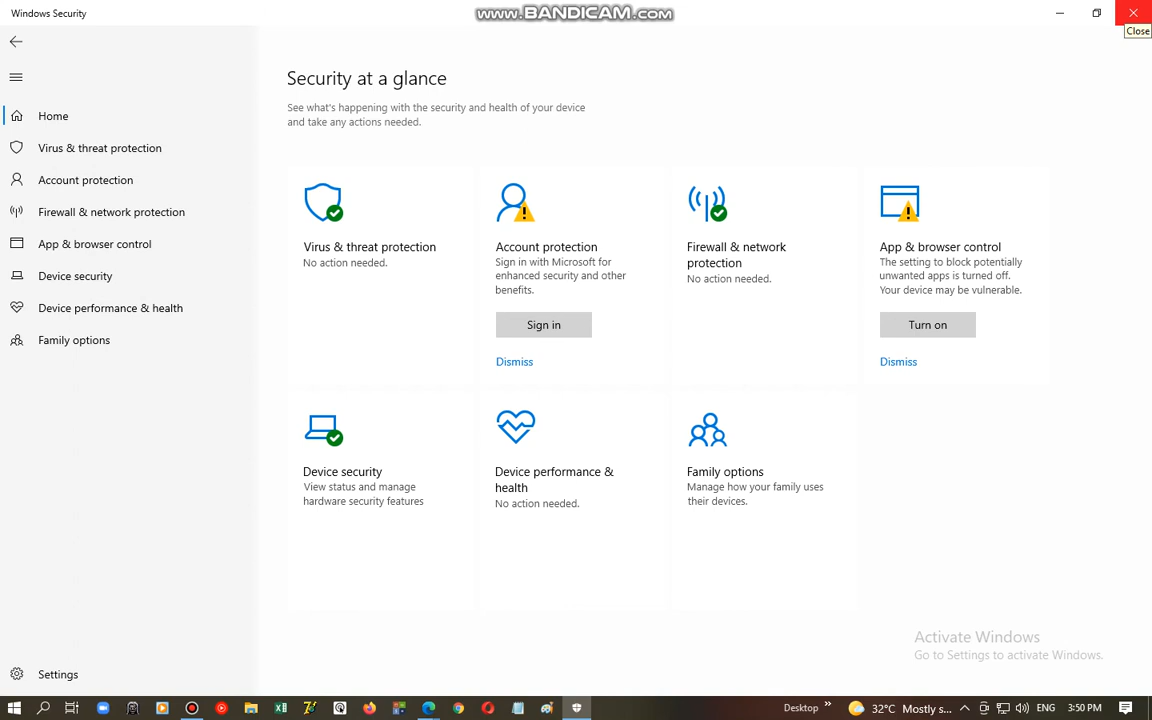 Windows Security
www.BANDICAM.com
Close
Security at a glance
See what's happening with the security and health of your device
and take any actions needed.
Home
Virus & threat protection
Account protection
Firewall & network protection
App & browser control
Device security
Device performance & health
Family options
Virus & threat protection
No action needed.
Account protection
Sign in with Microsoft for
enhanced security and other
benefits.
Sign in
Dismiss
Firewall & network
protection
No action needed.
App & browser control
The setting to block potentially
unwanted apps is turned off.
Your device may be vulnerable.
Turn on
Dismiss
Device security
View status and manage
hardware security features
Device performance &
health
No action needed.
Family options
Manage how your family uses
their devices.
Activate Windows
Go to Settings to activate Windows.
Settings
Desktop
32°C Mostly s...
ENG
3:50 PM